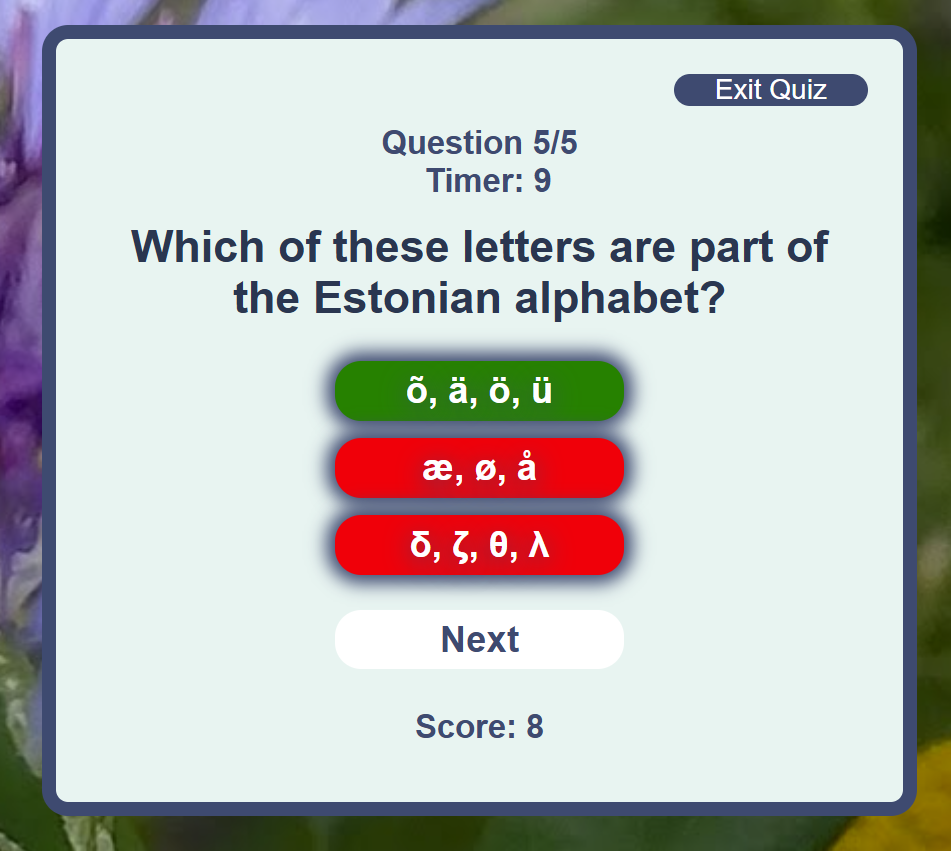 Exit Quiz
Question 5/5
Timer: 9
Which of these letters are part of
the Estonian alphabet?
õ, ä, ö, ü
æ, ø, å
δ, ζ, θ, λ
Next
Score: 8